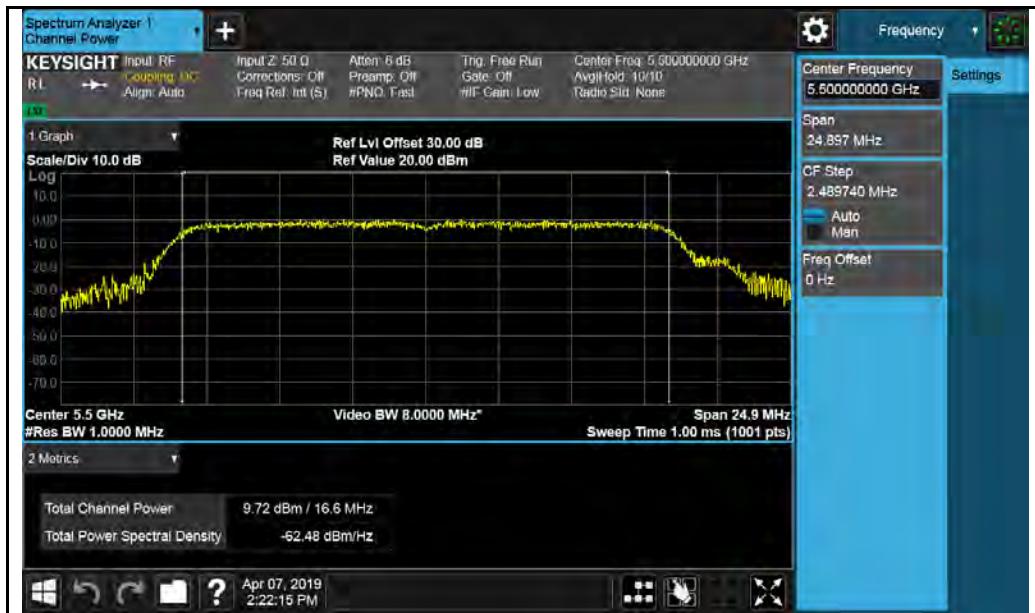 Spectrum Analyzer 1
Channel Power
Frequency
KEYSIGHT
Input: RF
Coupling: DC
Align: Auto
R L
Input Z: 50 Ω
Corrections: Off
Freq Ref: Int (S)
Atten: 6 dB
Preamp: Off
#PNO: Fast
Trig: Free Run
Gate: Off
#IF Gain: Low
Center Freq: 5.500000000 GHz
Avg|Hold: 10/10
Radio Std: None
Center Frequency
5.500000000 GHz
Settings
Span
24.897 MHz
CF Step
2.489740 MHz
Auto
Man
Freq Offset
0 Hz
1 Graph
Scale/Div 10.0 dB
Ref Lvl Offset 30.00 dB
Ref Value 20.00 dBm
Log
10.0
0.00
-10.0
-20.0
-30.0
-40.0
-50.0
-60.0
-70.0
Center 5.5 GHz
#Res BW 1.0000 MHz
Video BW 8.0000 MHz*
Span 24.9 MHz
Sweep Time 1.00 ms (1001 pts)
2 Metrics
Total Channel Power
9.72 dBm / 16.6 MHz
Total Power Spectral Density
-62.48 dBm/Hz
?
Apr 07, 2019
2:22:15 PM